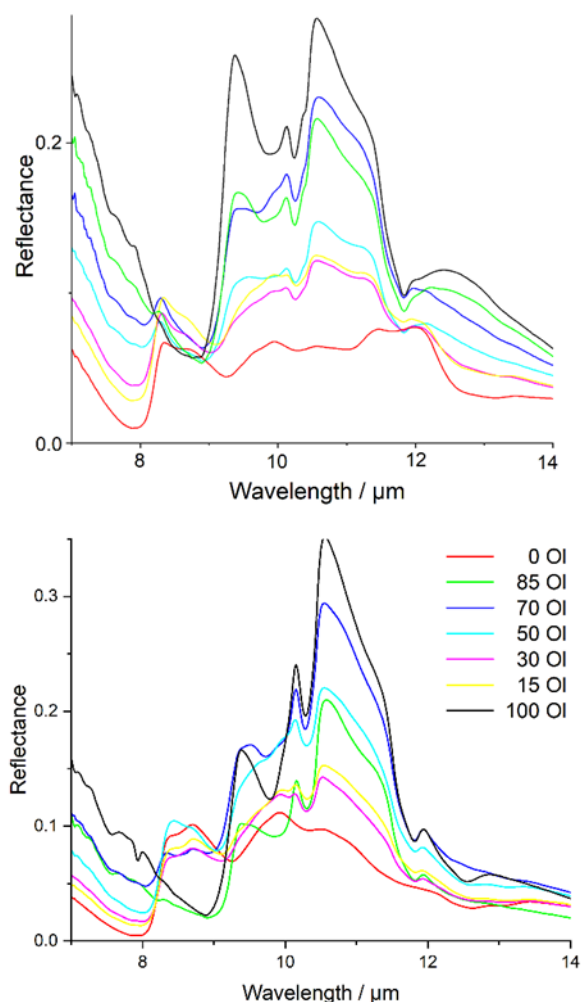 Reflectance
0.2
0.0
8
10
12
14
Wavelength / µm
Reflectance
0.3
0.2
0.1
0.0
8
10
12
14
Wavelength / µm
0 Ol
85 Ol
70 Ol
50 Ol
30 Ol
15 Ol
100 Ol